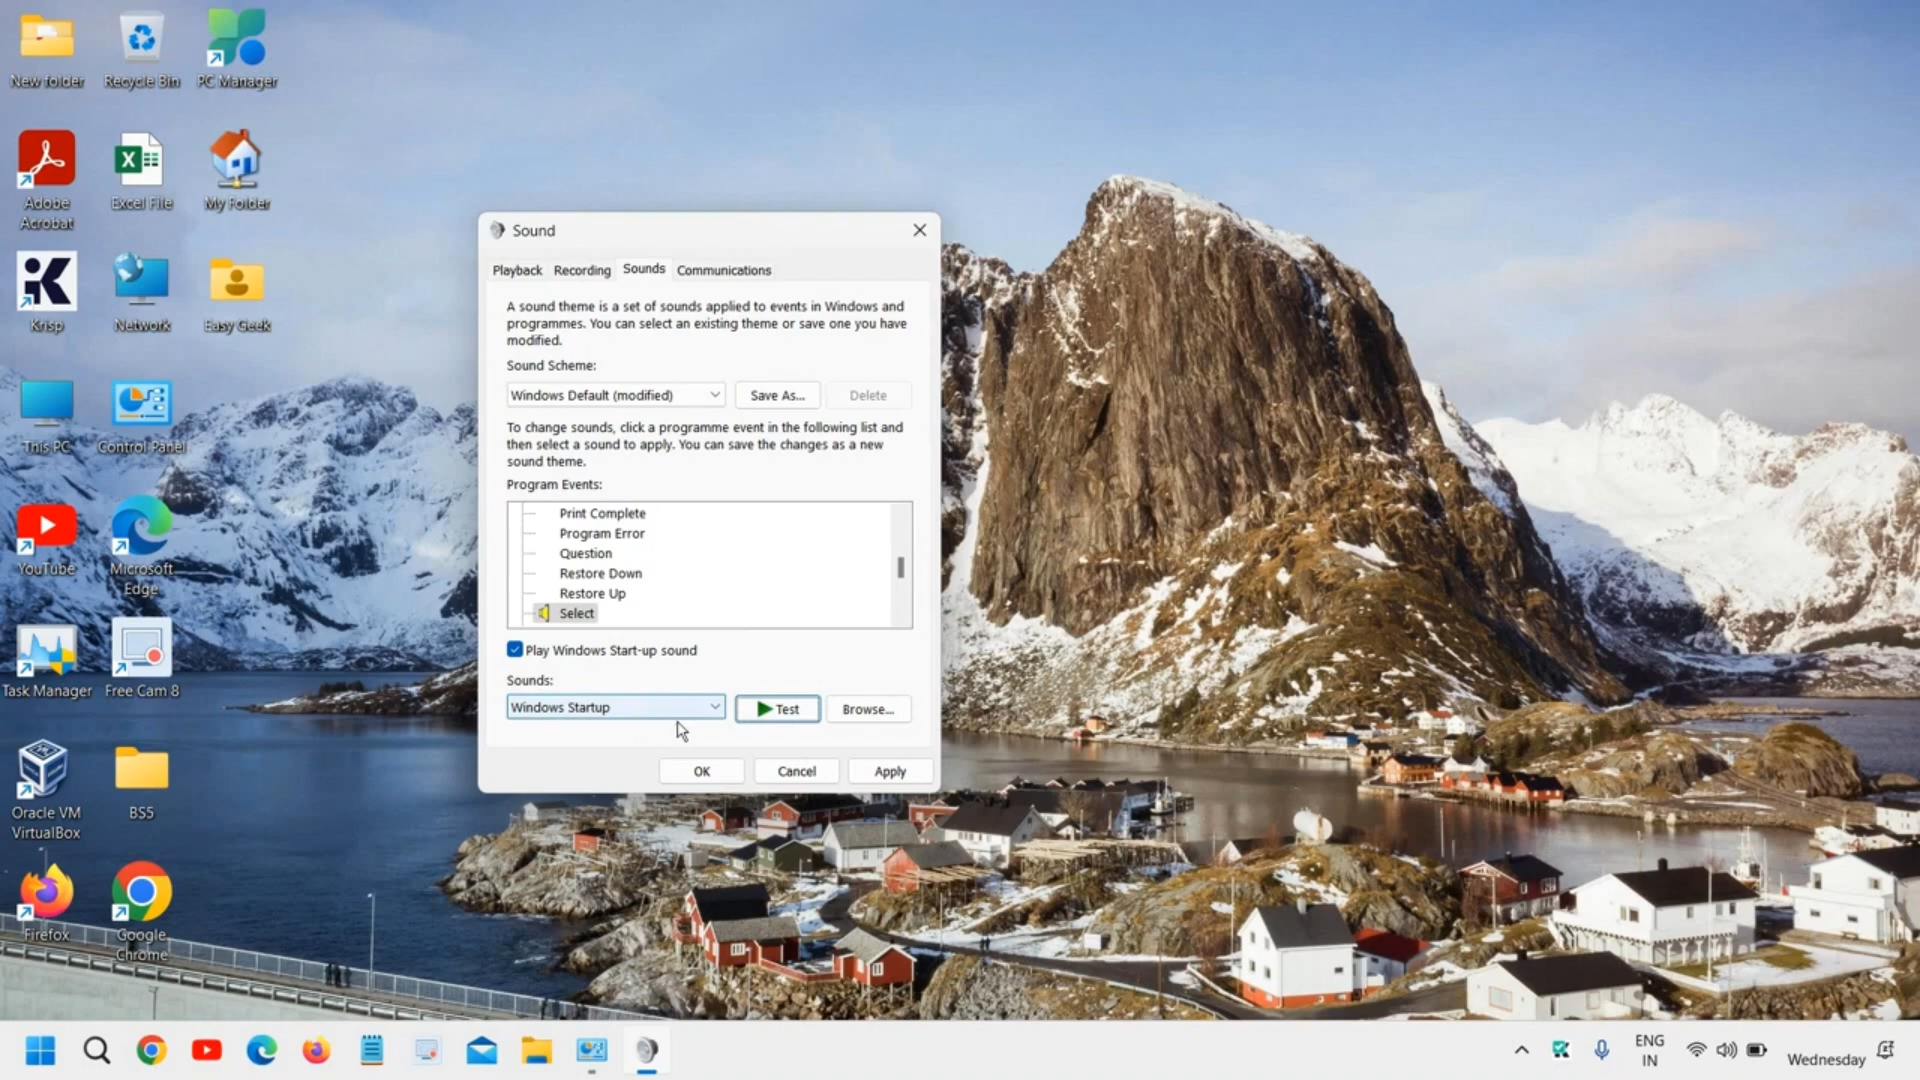 New folder
Recycle Bin
PC Manager
Adobe
Acrobat
Excel File
My Folder
Krisp
Network
Easy Geek
This PC
Control Panel
YouTube
Microsoft
Edge
Task Manager
Free Cam 8
Oracle VM
VirtualBox
BS5
Firefox
Google
Chrome
Sound
Playback Recording Sounds Communications
A sound theme is a set of sounds applied to events in Windows and
programmes. You can select an existing theme or save one you have
modified.
Sound Scheme:
Windows Default (modified)
Save As...
Delete
To change sounds, click a programme event in the following list and
then select a sound to apply. You can save the changes as a new
sound theme.
Program Events:
Print Complete
Program Error
Question
Restore Down
Restore Up
Select
Play Windows Start-up sound
Sounds:
Windows Startup
Test
Browse...
OK
Cancel
Apply
ENG
IN
Wednesday